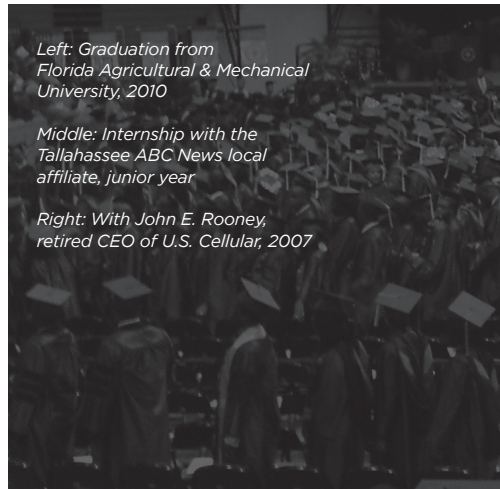 Left: Graduation from
Florida Agricultural & Mechanical
University, 2010
Middle: Internship with the
Tallahassee ABC News local
affiliate, junior year
Right: With John E. Rooney,
retired CEO of U.S. Cellular, 2007